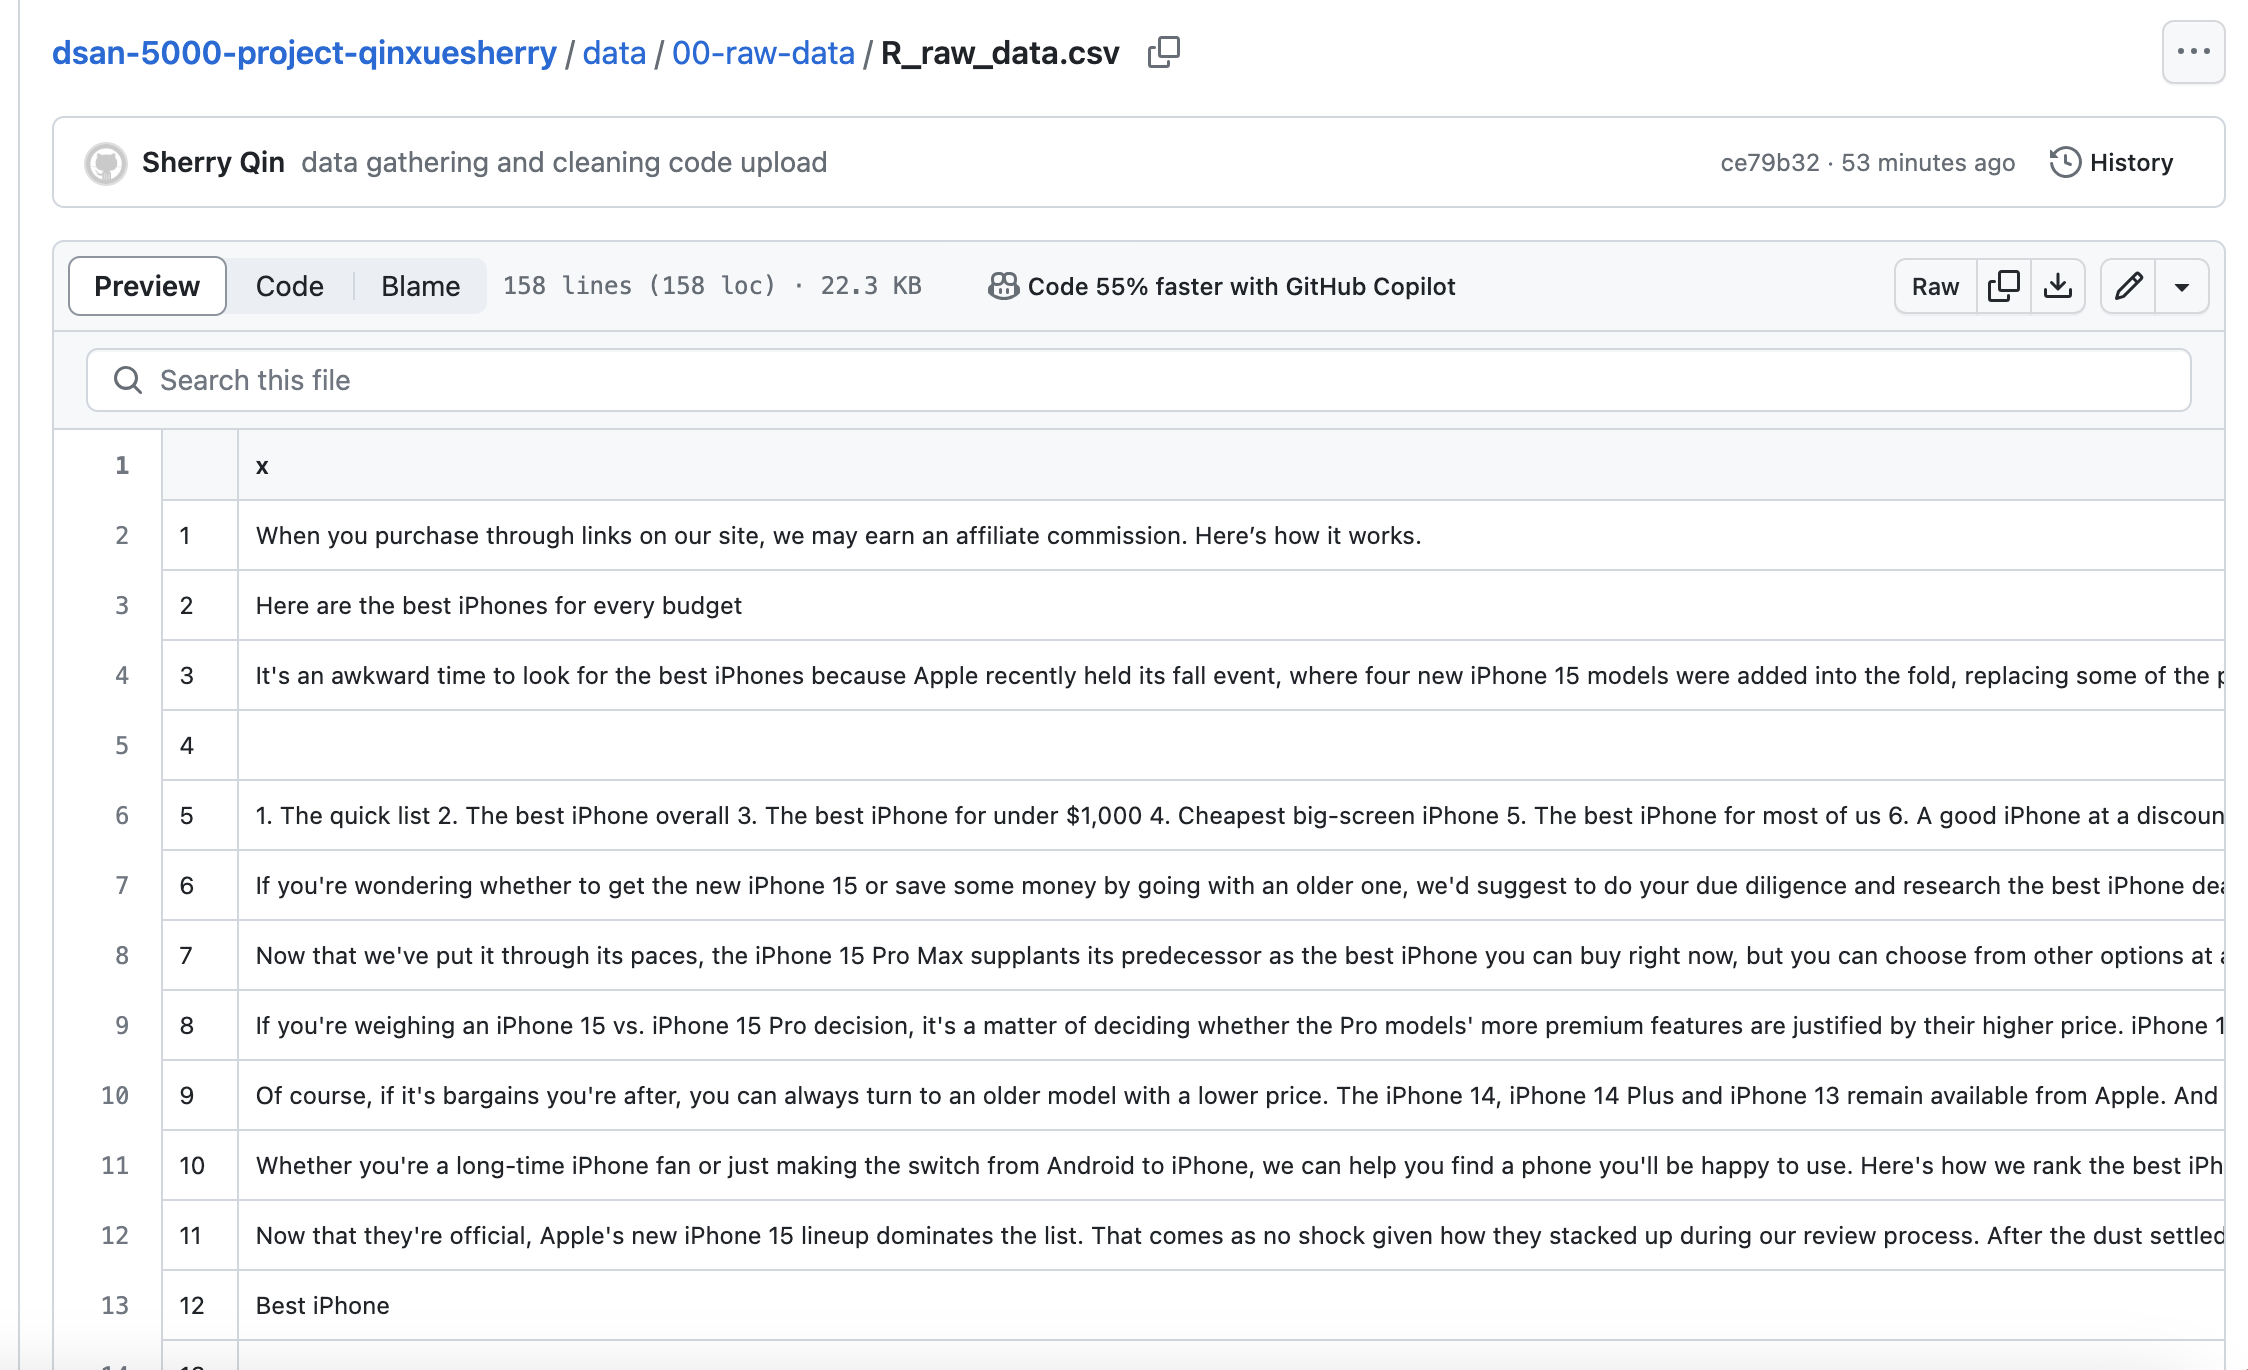 dsan-5000-project-qinxuesherry / data / 00-raw-data / R_raw_data.csv
Sherry Qin data gathering and cleaning code upload ce79b32 · 53 minutes ago History
Preview Code Blame 158 lines (158 loc) · 22.3 KB Code 55% faster with GitHub Copilot Raw
Search this file
1 x
2 1 When you purchase through links on our site, we may earn an affiliate commission. Here’s how it works.
3 2 Here are the best iPhones for every budget
4 3 It's an awkward time to look for the best iPhones because Apple recently held its fall event, where four new iPhone 15 models were added into the fold, replacing some of the
5 4
6 5 1. The quick list 2. The best iPhone overall 3. The best iPhone for under $1,000 4. Cheapest big-screen iPhone 5. The best iPhone for most of us 6. A good iPhone at a discoun
7 6 If you're wondering whether to get the new iPhone 15 or save some money by going with an older one, we'd suggest to do your due diligence and research the best iPhone
8 7 Now that we've put it through its paces, the iPhone 15 Pro Max supplants its predecessor as the best iPhone you can buy right now, but you can choose from other options at
9 8 If you're weighing an iPhone 15 vs. iPhone 15 Pro decision, it's a matter of deciding whether the Pro models' more premium features are justified by their higher price. iPhone 1
10 9 Of course, if it's bargains you're after, you can always turn to an older model with a lower price. The iPhone 14, iPhone 14 Plus and iPhone 13 remain available from Apple. And
11 10 Whether you're a long-time iPhone fan or just making the switch from Android to iPhone, we can help you find a phone you'll be happy to use. Here's how we rank the best iPh
12 11 Now that they're official, Apple's new iPhone 15 lineup dominates the list. That comes as no shock given how they stacked up during our review process. After the dust settled
13 12 Best iPhone